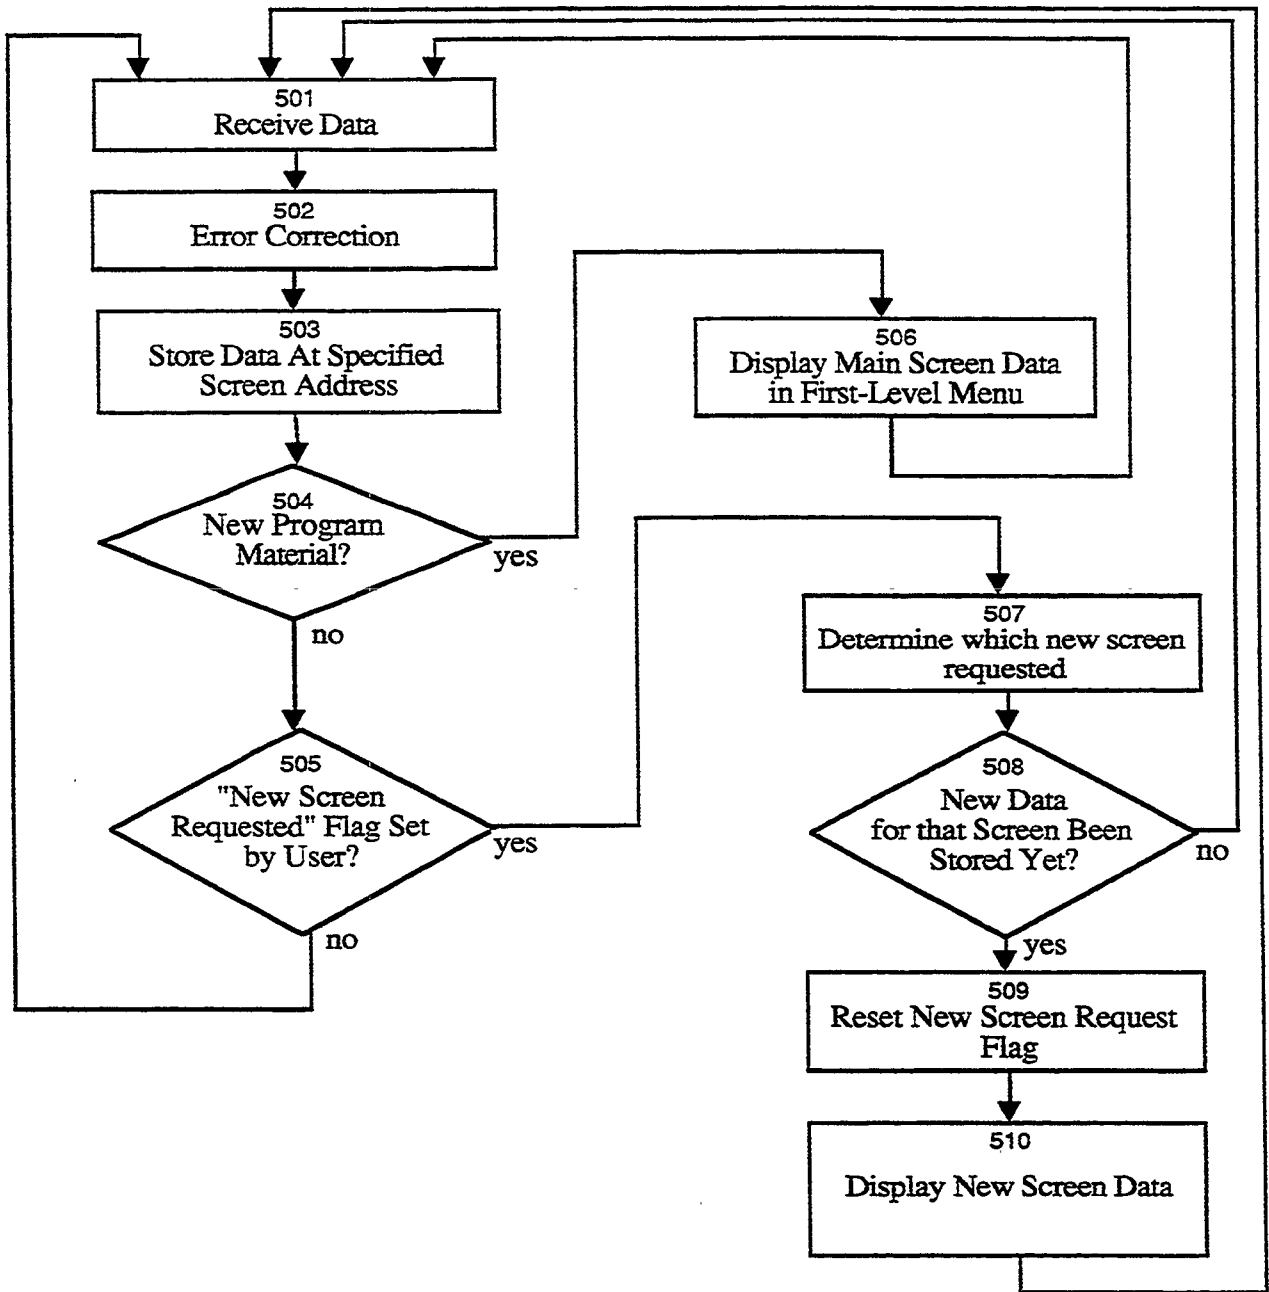 501
Receive Data
502
Error Correction
503
Store Data At Specified
Screen Address
504
New Program
Material?
yes
no
505
"New Screen
Requested" Flag Set
by User?
yes
no
506
Display Main Screen Data
in First-Level Menu
507
Determine which new screen
requested
508
New Data
for that Screen Been
Stored Yet?
no
yes
509
Reset New Screen Request
Flag
510
Display New Screen Data